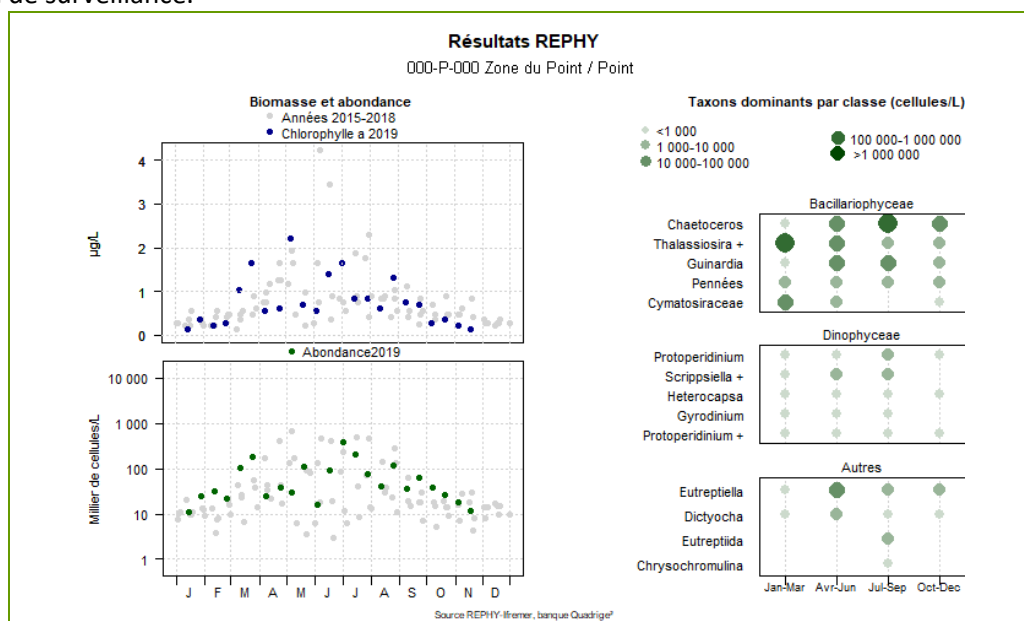 de surveillance.
Résultats REPHY
000-P-000 Zone du Point / Point
Biomasse et abondance
Années 2015-2018
Chlorophylle a 2019
µg/L
4
3
2
1
0
Abondance2019
Millier de cellules/L
10 000
1 000
100
10
1
J F M A M J J A S O N D
Taxons dominants par classe (cellules/L)
<1 000
1 000-10 000
10 000-100 000
100 000-1 000 000
>1 000 000
Bacillariophyceae
Chaetoceros
Thalassiosira +
Guinardia
Pennées
Cymatosiraceae
Dinophyceae
Protoperidinium
Scrippsiella +
Heterocapsa
Gyrodinium
Protoperidinium +
Autres
Eutreptiella
Dictyocha
Eutreptiida
Chrysochromulina
Jan-Mar Avr-Jun Jul-Sep Oct-Dec
Source REPHY-Ifremer, banque Quadrige²